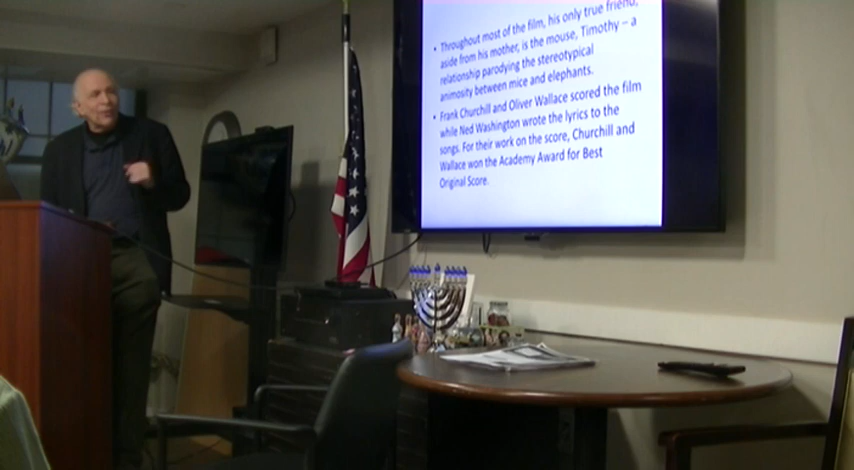 • Throughout most of the film, his only true friend,
aside from his mother, is the mouse, Timothy – a
relationship parodying the stereotypical
animosity between mice and elephants.
• Frank Churchill and Oliver Wallace scored the film
while Ned Washington wrote the lyrics to the
songs. For their work on the score, Churchill and
Wallace won the Academy Award for Best
Original Score.